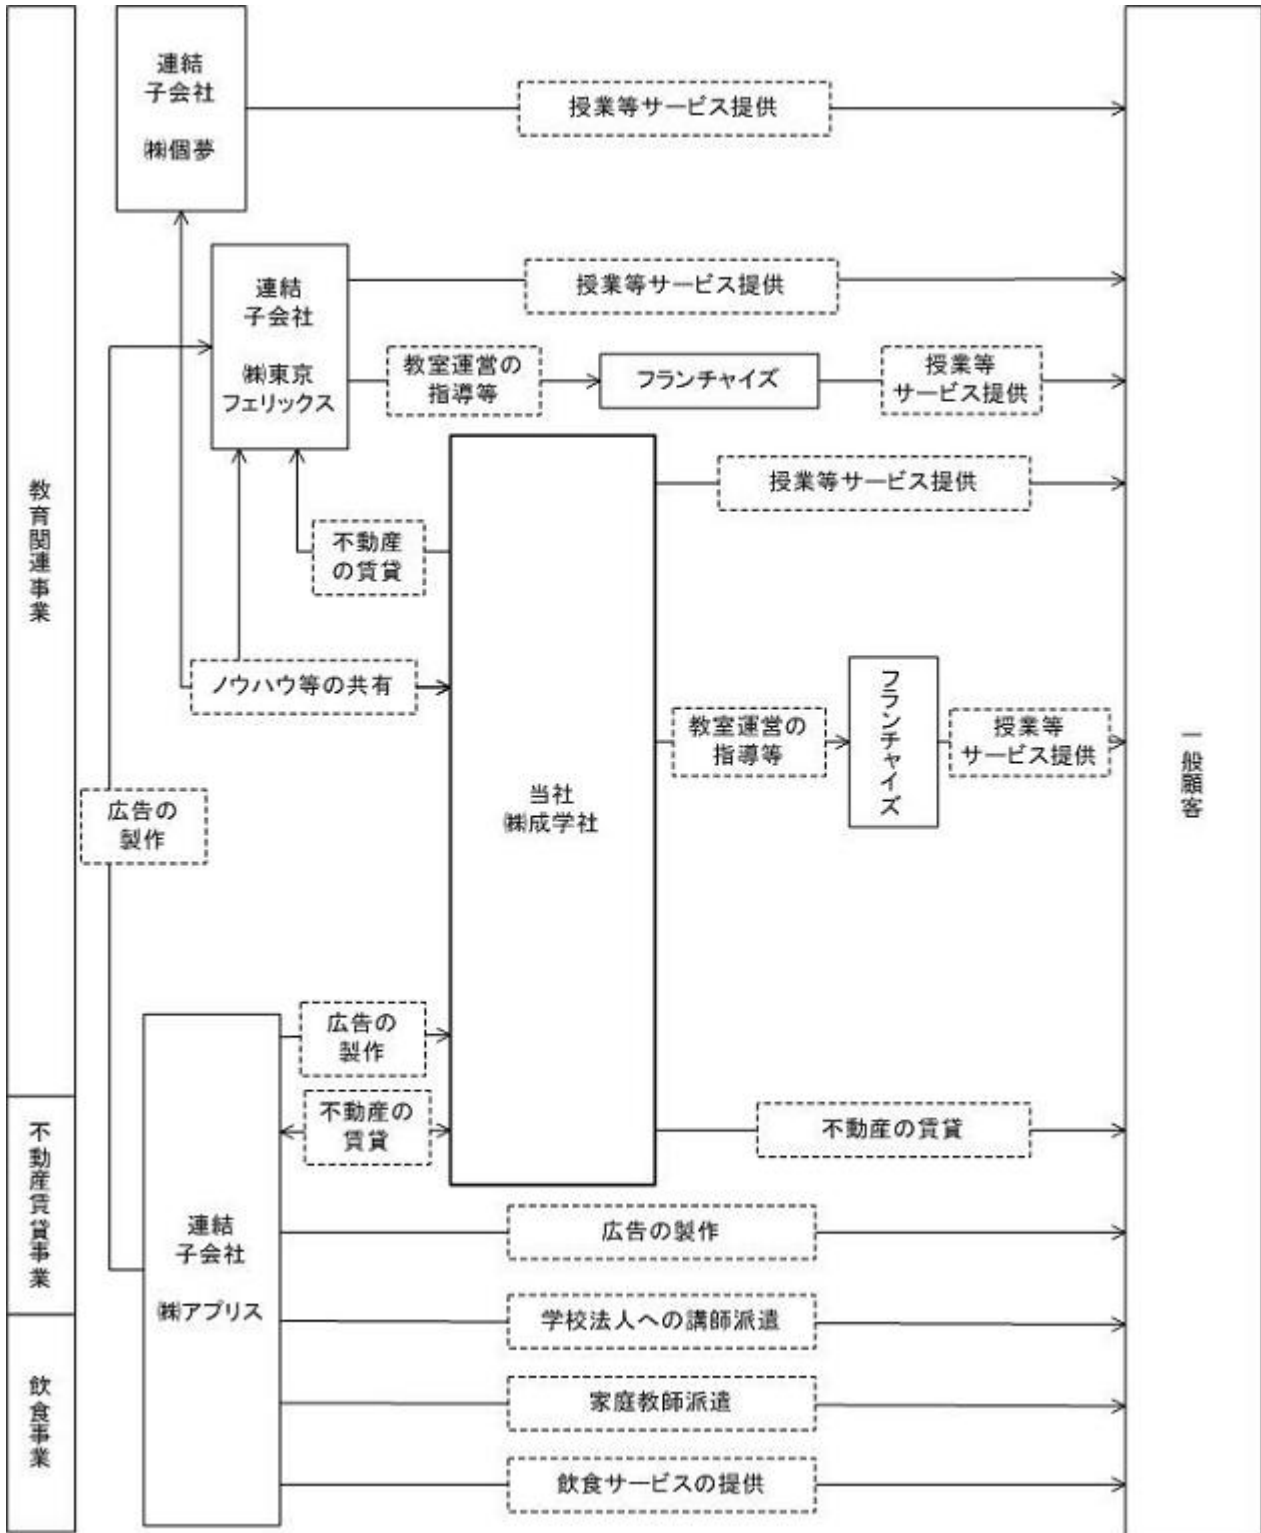 連結
子会社
㈱個夢
授業等サービス提供
連結
子会社
㈱東京
フェリックス
授業等サービス提供
教室運営の
指導等
フランチャイズ
授業等
サービス提供
授業等サービス提供
教育関連事業
不動産
の賃貸
ノウハウ等の共有
当社
㈱成学社
教室運営の
指導等
フランチャイズ
授業等
サービス提供
一般顧客
広告の
製作
広告の
製作
不動産の
賃貸
不動産の賃貸
不動産賃貸事業
連結
子会社
㈱アプリス
広告の製作
学校法人への講師派遣
飲食事業
家庭教師派遣
飲食サービスの提供